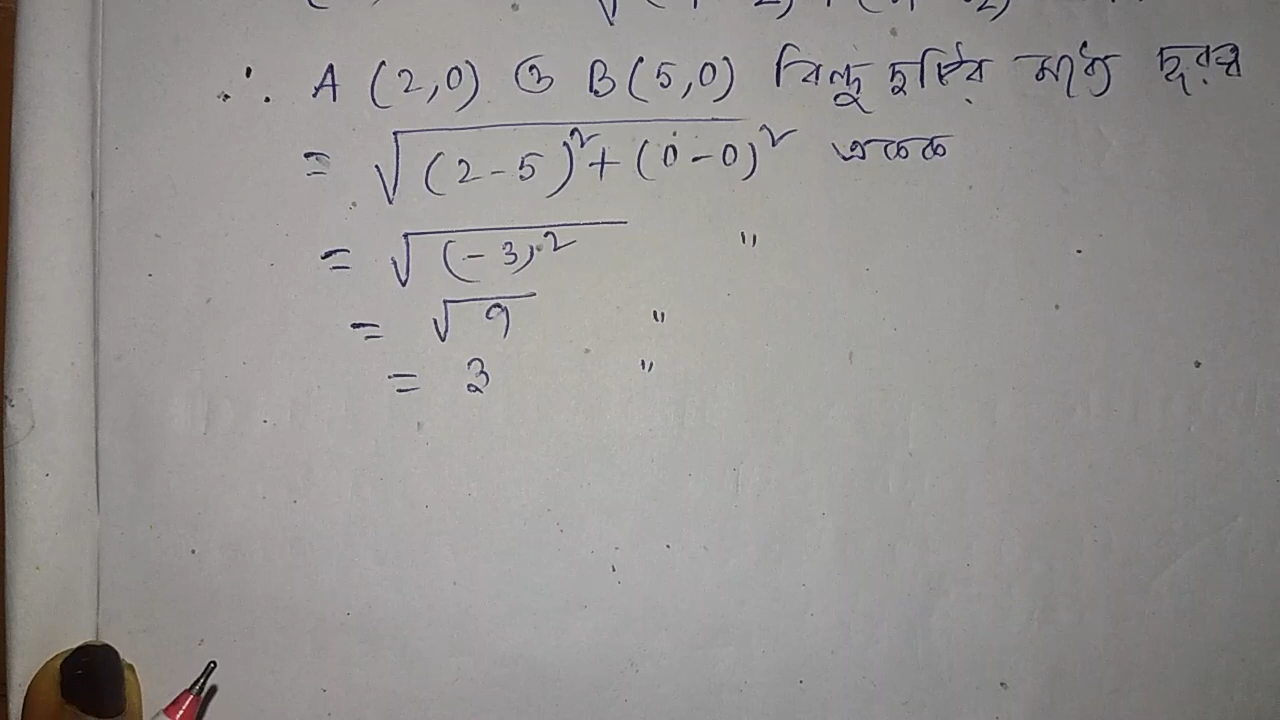 ∴ A (2,0) ও B (5,0) বিন্দু দুটির মধ্যে দূরত্ব
= √(2-5)² + (0-0)² একক
= √(-3)² "
= √9 "
= 3 "